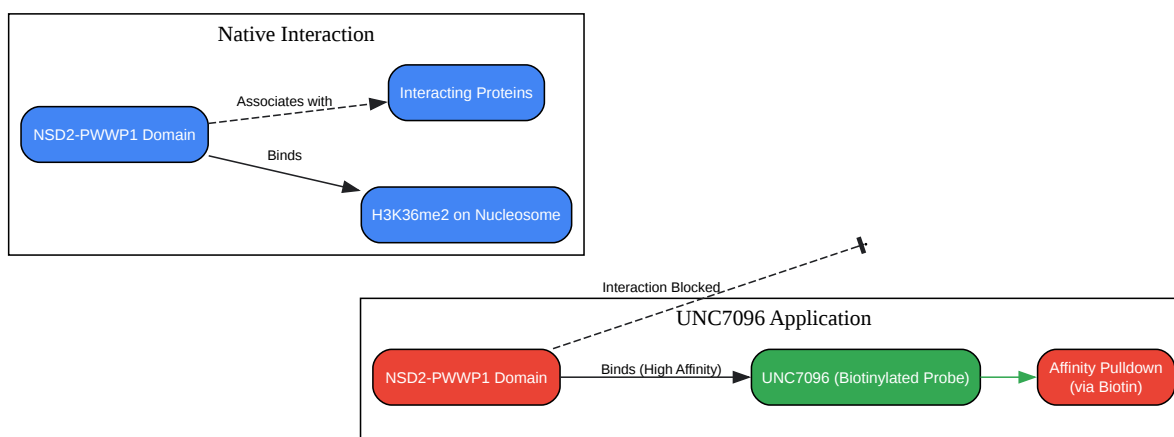 Native Interaction
Interacting Proteins
Associates with
NSD2-PWWP1 Domain
Binds
H3K36me2 on Nucleosome
Interaction Blocked
UNC7096 Application
NSD2-PWWP1 Domain
Binds (High Affinity)
UNC7096 (Biotinylated Probe)
Affinity Pulldown
(via Biotin)